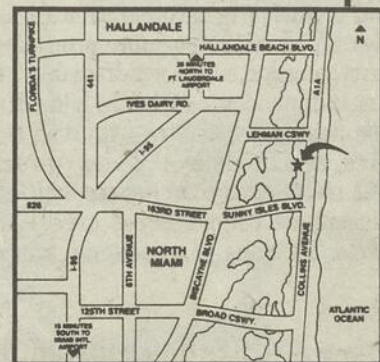 HALLANDALE
HALLANDALE BEACH BLVD.
N
FLORIDA'S TURNPIKE
441
25 MINUTES
NORTH TO
FT. LAUDERDALE
AIRPORT
A1A
IVES DAIRY RD.
I-95
LEHMAN CSWY
826
163RD STREET
SUNNY ISLES BLVD.
I-95
6TH AVENUE
NORTH
MIAMI
BISCAYNE BLVD.
COLLINS AVENUE
125TH STREET
BROAD CSWY.
ATLANTIC
OCEAN
15 MINUTES
SOUTH TO
MIAMI INTL.
AIRPORT